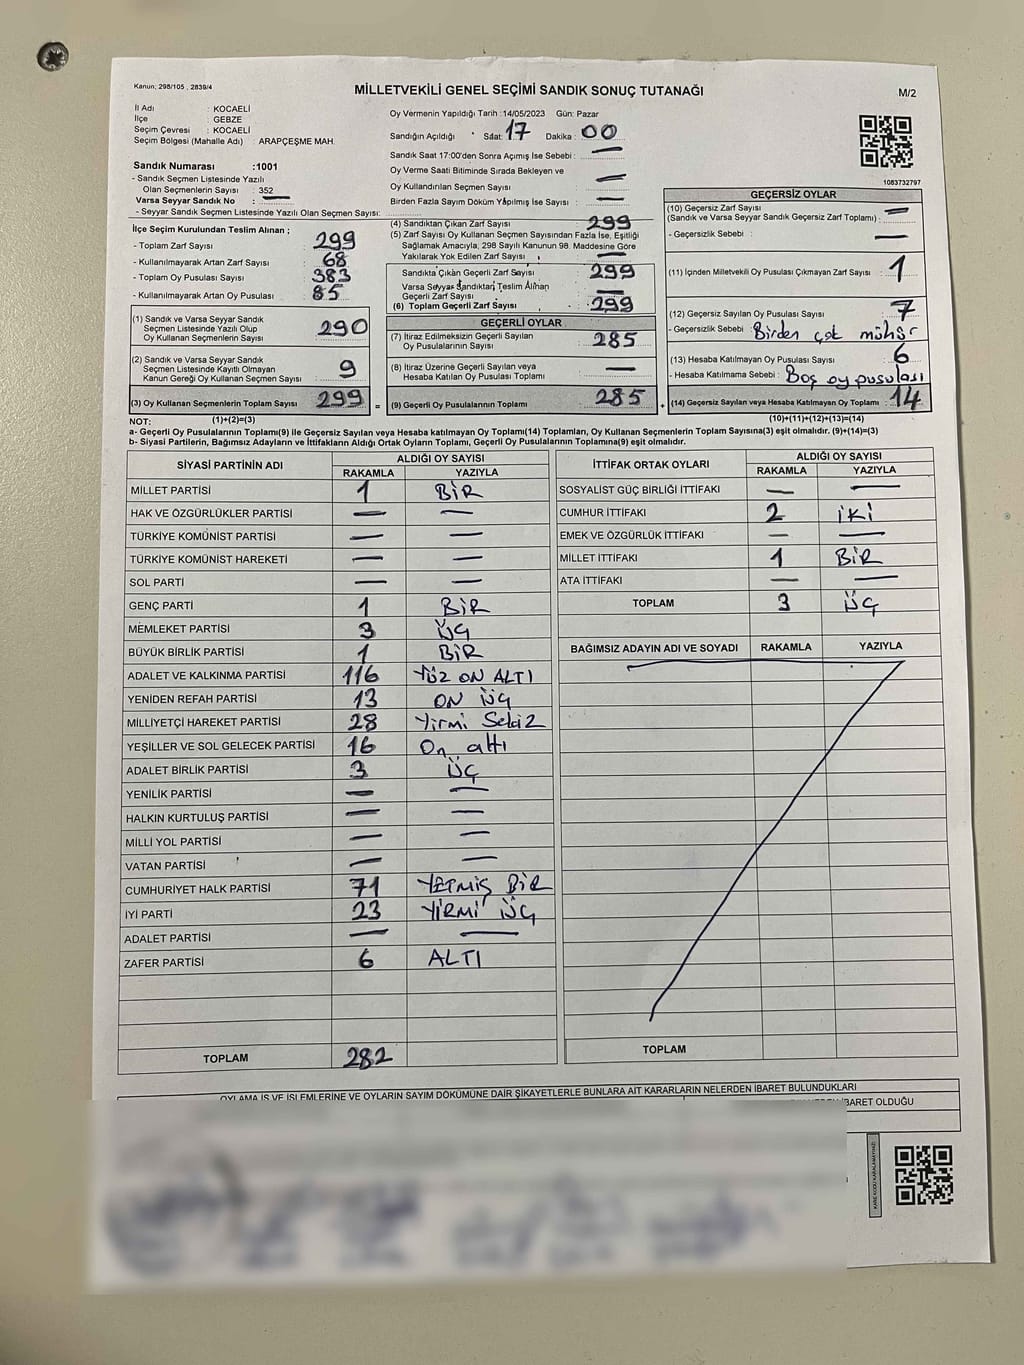 Kanun; 298/105 , 2839/4
MİLLETVEKİLİ GENEL SEÇİMİ SANDIK SONUÇ TUTANAĞI
M/2
İl Adı : KOCAELİ
İlçe : GEBZE
Seçim Çevresi : KOCAELİ
Seçim Bölgesi (Mahalle Adı) : ARAPÇEŞME MAH.
Sandık Numarası :1001
- Sandık Seçmen Listesinde Yazılı
Olan Seçmenlerin Sayısı : 352
Varsa Seyyar Sandık No : —
- Seyyar Sandık Seçmen Listesinde Yazılı Olan Seçmen Sayısı:
Oy Vermenin Yapıldığı Tarih :14/05/2023 Gün: Pazar
Sandığın Açıldığı Saat: 17 Dakika : 00
Sandık Saat 17:00'den Sonra Açımış İse Sebebi : —
Oy Verme Saati Bitiminde Sırada Bekleyen ve
Oy Kullandırılan Seçmen Sayısı : —
Birden Fazla Sayım Döküm Yapılmış İse Sayısı : —
1083732797
İlçe Seçim Kurulundan Teslim Alınan ;
- Toplam Zarf Sayısı : 299
- Kullanılmayarak Artan Zarf Sayısı : 68
- Toplam Oy Pusulası Sayısı : 383
- Kullanılmayarak Artan Oy Pusulası : 85
(1) Sandık ve Varsa Seyyar Sandık
Seçmen Listesinde Yazılı Olup
Oy Kullanan Seçmenlerin Sayısı : 290
(2) Sandık ve Varsa Seyyar Sandık
Seçmen Listesinde Kayıtlı Olmayan
Kanun Gereği Oy Kullanan Seçmen Sayısı : 9
(3) Oy Kullanan Seçmenlerin Toplam Sayısı : 299
(1)+(2)=(3)
(4) Sandıktan Çıkan Zarf Sayısı : 299
(5) Zarf Sayısı Oy Kullanan Seçmen Sayısından Fazla İse, Eşitliği
Sağlamak Amacıyla, 298 Sayılı Kanunun 98. Maddesine Göre
Yakılarak Yok Edilen Zarf Sayısı : —
Sandıkta Çıkan Geçerli Zarf Sayısı : 299
Varsa Seyyar Sandıktan Teslim Alınan
Geçerli Zarf Sayısı : —
(6) Toplam Geçerli Zarf Sayısı : 299
GEÇERLİ OYLAR
(7) İtiraz Edilmeksizin Geçerli Sayılan
Oy Pusulalarının Sayısı : 285
(8) İtiraz Üzerine Geçerli Sayılan veya
Hesaba Katılan Oy Pusulası Toplamı : —
= (9) Geçerli Oy Pusulalarının Toplamı : 285 +
GEÇERSİZ OYLAR
(10) Geçersiz Zarf Sayısı
(Sandık ve Varsa Seyyar Sandık Geçersiz Zarf Toplamı) : —
- Geçersizlik Sebebi : —
(11) İçinden Milletvekili Oy Pusulası Çıkmayan Zarf Sayısı : 1
(12) Geçersiz Sayılan Oy Pusulası Sayısı : 7
- Geçersizlik Sebebi : Birden çok mühür
(13) Hesaba Katılmayan Oy Pusulası Sayısı : 6
- Hesaba Katılmama Sebebi : Boş oy pusulası
(14) Geçersiz Sayılan veya Hesaba Katılmayan Oy Toplamı : 14
(10)+(11)+(12)+(13)=(14)
NOT:
a- Geçerli Oy Pusulalarının Toplamı(9) ile Geçersiz Sayılan veya Hesaba katılmayan Oy Toplamı(14) Toplamları, Oy Kullanan Seçmenlerin Toplam Sayısına(3) eşit olmalıdır. (9)+(14)=(3)
b- Siyasi Partilerin, Bağımsız Adayların ve İttifakların Aldığı Ortak Oyların Toplamı, Geçerli Oy Pusulalarının Toplamına(9) eşit olmalıdır.
SİYASİ PARTİNİN ADI ALDIĞI OY SAYISI
RAKAMLA YAZIYLA
MİLLET PARTİSİ 1 BİR
HAK VE ÖZGÜRLÜKLER PARTİSİ — —
TÜRKİYE KOMÜNİST PARTİSİ — —
TÜRKİYE KOMÜNİST HAREKETİ — —
SOL PARTİ — —
GENÇ PARTİ 1 BİR
MEMLEKET PARTİSİ 3 ÜÇ
BÜYÜK BİRLİK PARTİSİ 1 BİR
ADALET VE KALKINMA PARTİSİ 116 YÜZ ON ALTI
YENİDEN REFAH PARTİSİ 13 ON ÜÇ
MİLLİYETÇİ HAREKET PARTİSİ 28 Yirmi Sekiz
YEŞİLLER VE SOL GELECEK PARTİSİ 16 On altı
ADALET BİRLİK PARTİSİ 3 ÜÇ
YENİLİK PARTİSİ — —
HALKIN KURTULUŞ PARTİSİ — —
MİLLİ YOL PARTİSİ — —
VATAN PARTİSİ — —
CUMHURİYET HALK PARTİSİ 71 YETMİŞ BİR
İYİ PARTİ 23 YİRMİ ÜÇ
ADALET PARTİSİ — —
ZAFER PARTİSİ 6 ALTI
TOPLAM 282
İTTİFAK ORTAK OYLARI ALDIĞI OY SAYISI
RAKAMLA YAZIYLA
SOSYALİST GÜÇ BİRLİĞİ İTTİFAKI — —
CUMHUR İTTİFAKI 2 İKİ
EMEK VE ÖZGÜRLÜK İTTİFAKI — —
MİLLET İTTİFAKI 1 BİR
ATA İTTİFAKI — —
TOPLAM 3 ÜÇ
BAĞIMSIZ ADAYIN ADI VE SOYADI RAKAMLA YAZIYLA
TOPLAM
OYLAMA İŞ VE İŞLEMLERİNE VE OYLARIN SAYIM DÖKÜMÜNE DAİR ŞİKAYETLERLE BUNLARA AİT KARARLARIN NELERDEN İBARET BULUNDUKLARI
İBARET OLDUĞU
KARE KODU KARALAMAYINIZ!